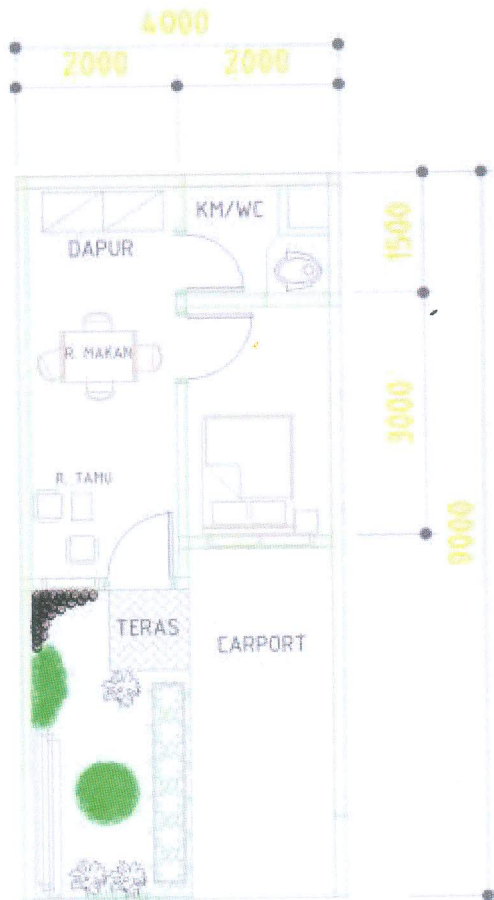 4000
2000 2000
KM/WC
DAPUR
1500
R. MAKAN
3000
R. TAMU
9000
TERAS
CARPORT